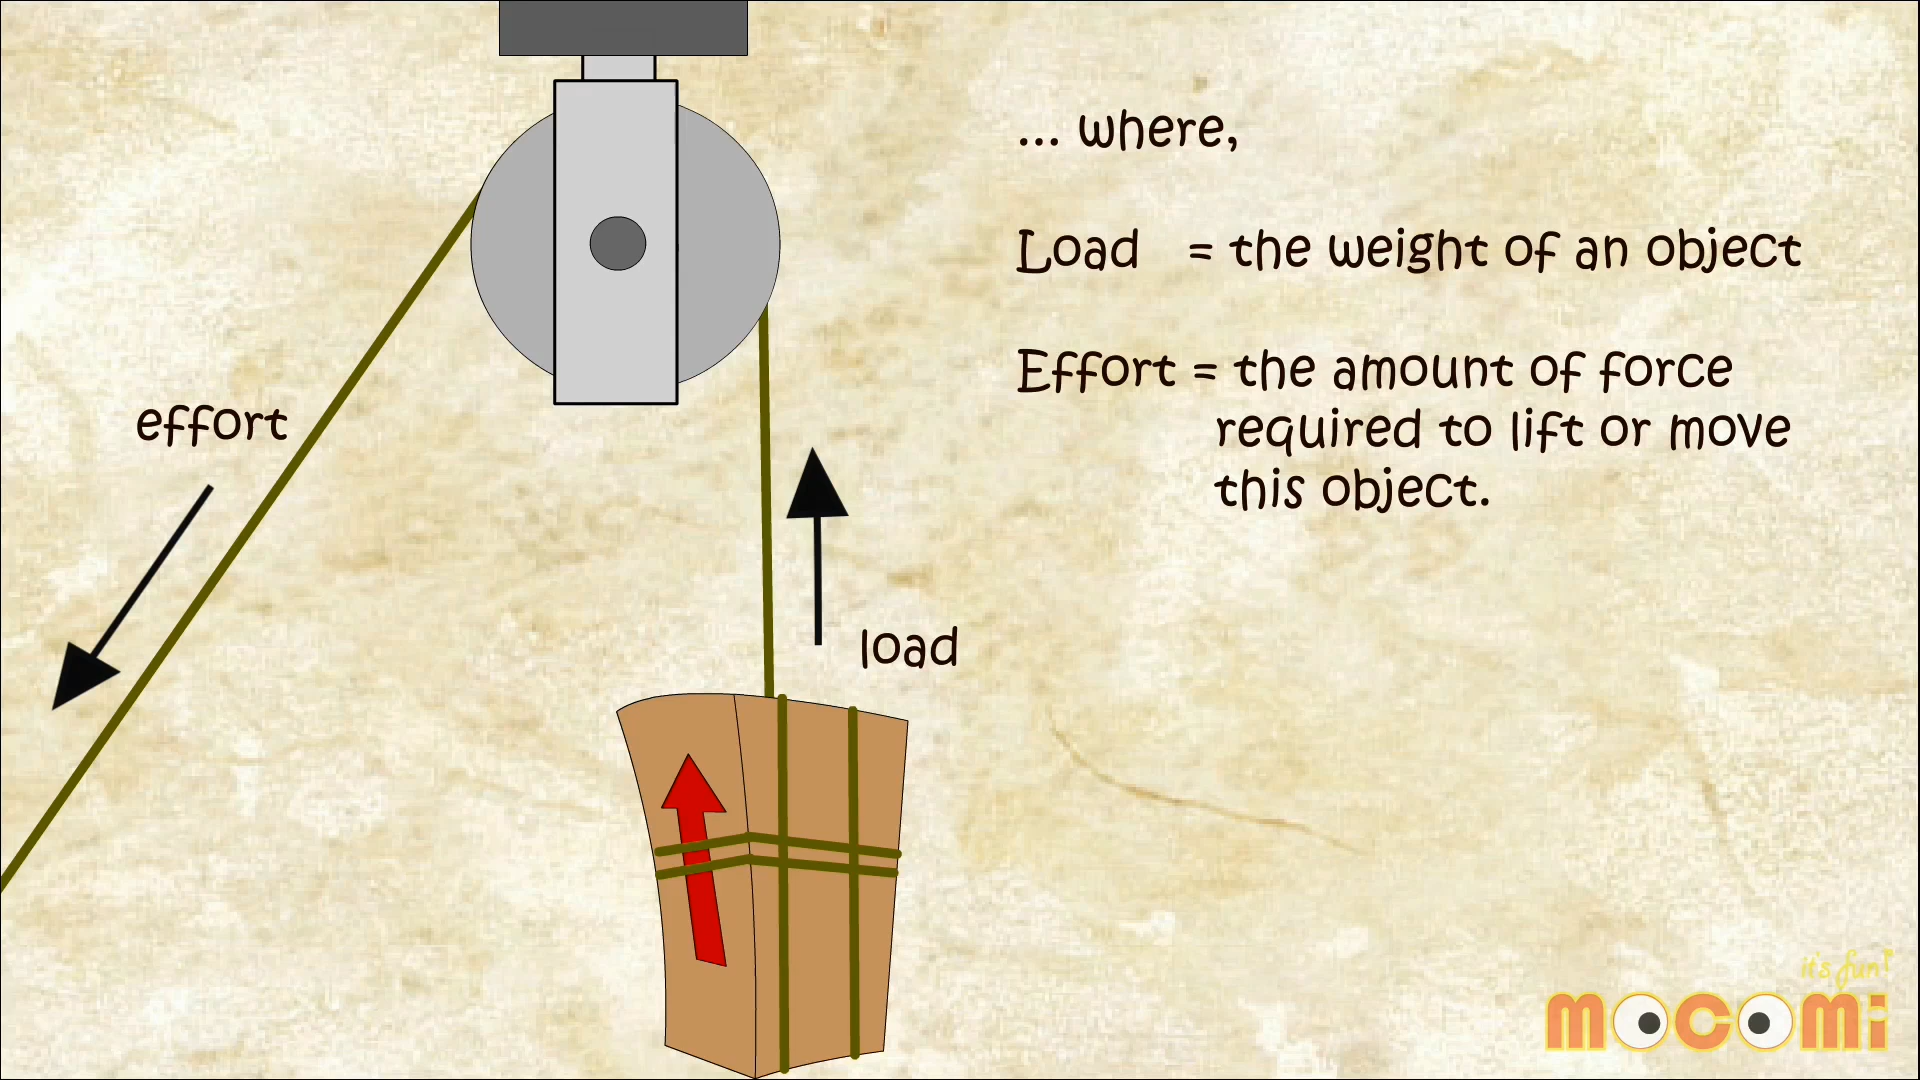 ... where,
Load = the weight of an object
Effort = the amount of force
required to lift or move
this object.
effort
load
it's fun!
mocomi